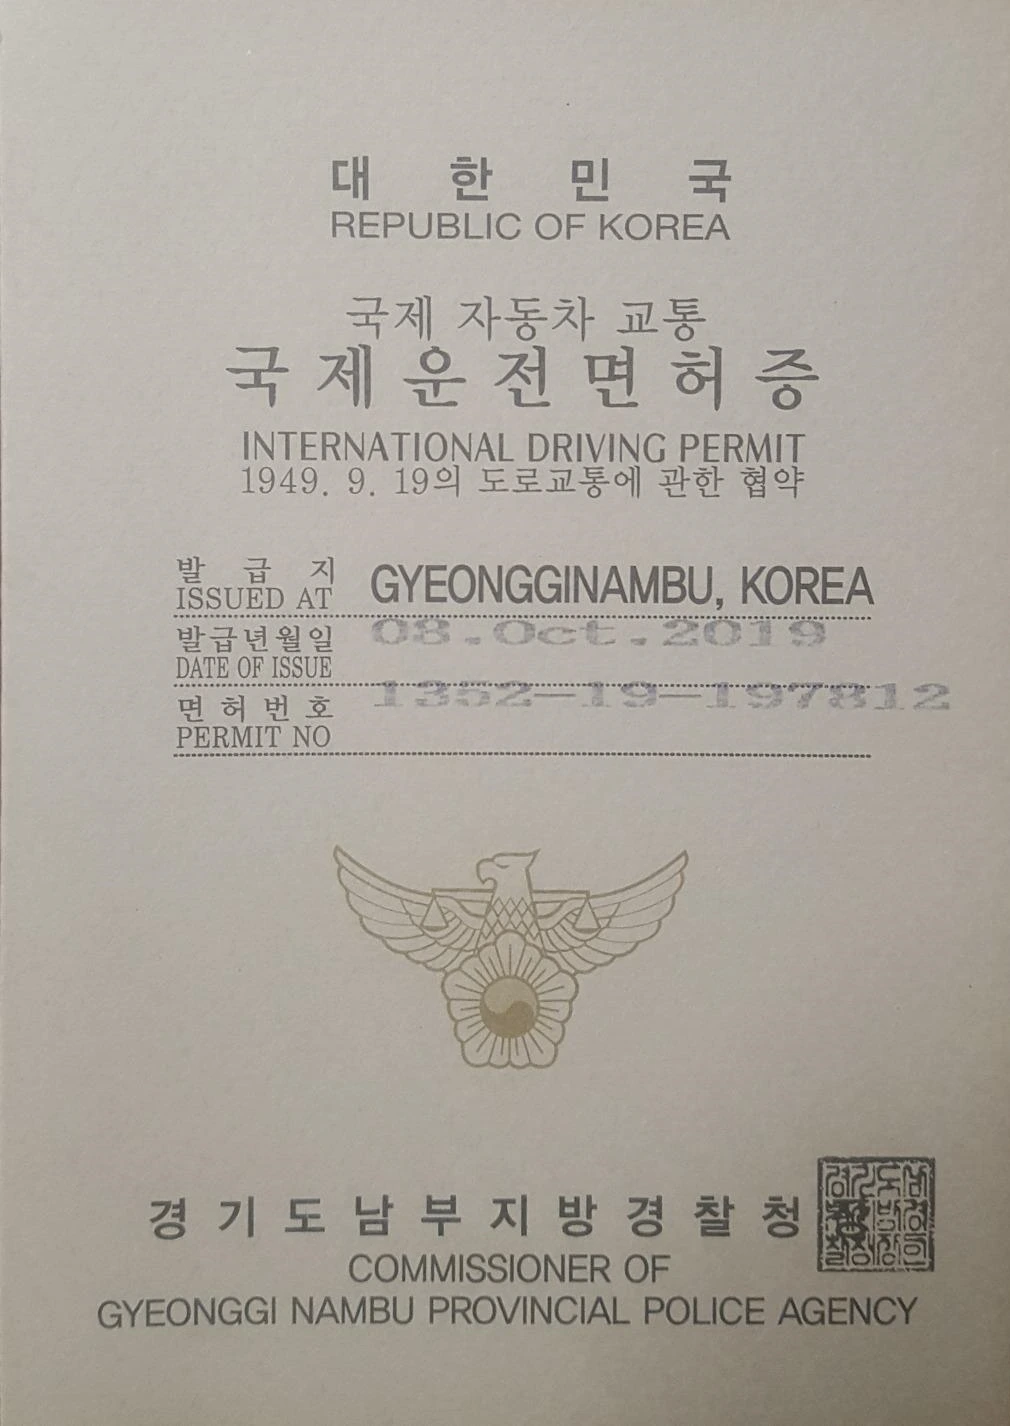 대 한 민 국
REPUBLIC OF KOREA
국제 자동차 교통
국제운전면허증
INTERNATIONAL DRIVING PERMIT
1949. 9. 19의 도로교통에 관한 협약
발 급 지
ISSUED AT GYEONGGINAMBU, KOREA
발급년월일 08.Oct.2019
DATE OF ISSUE
면 허 번 호 1352-19-197812
PERMIT NO
경 기 도 남 부 지 방 경 찰 청
COMMISSIONER OF
GYEONGGI NAMBU PROVINCIAL POLICE AGENCY